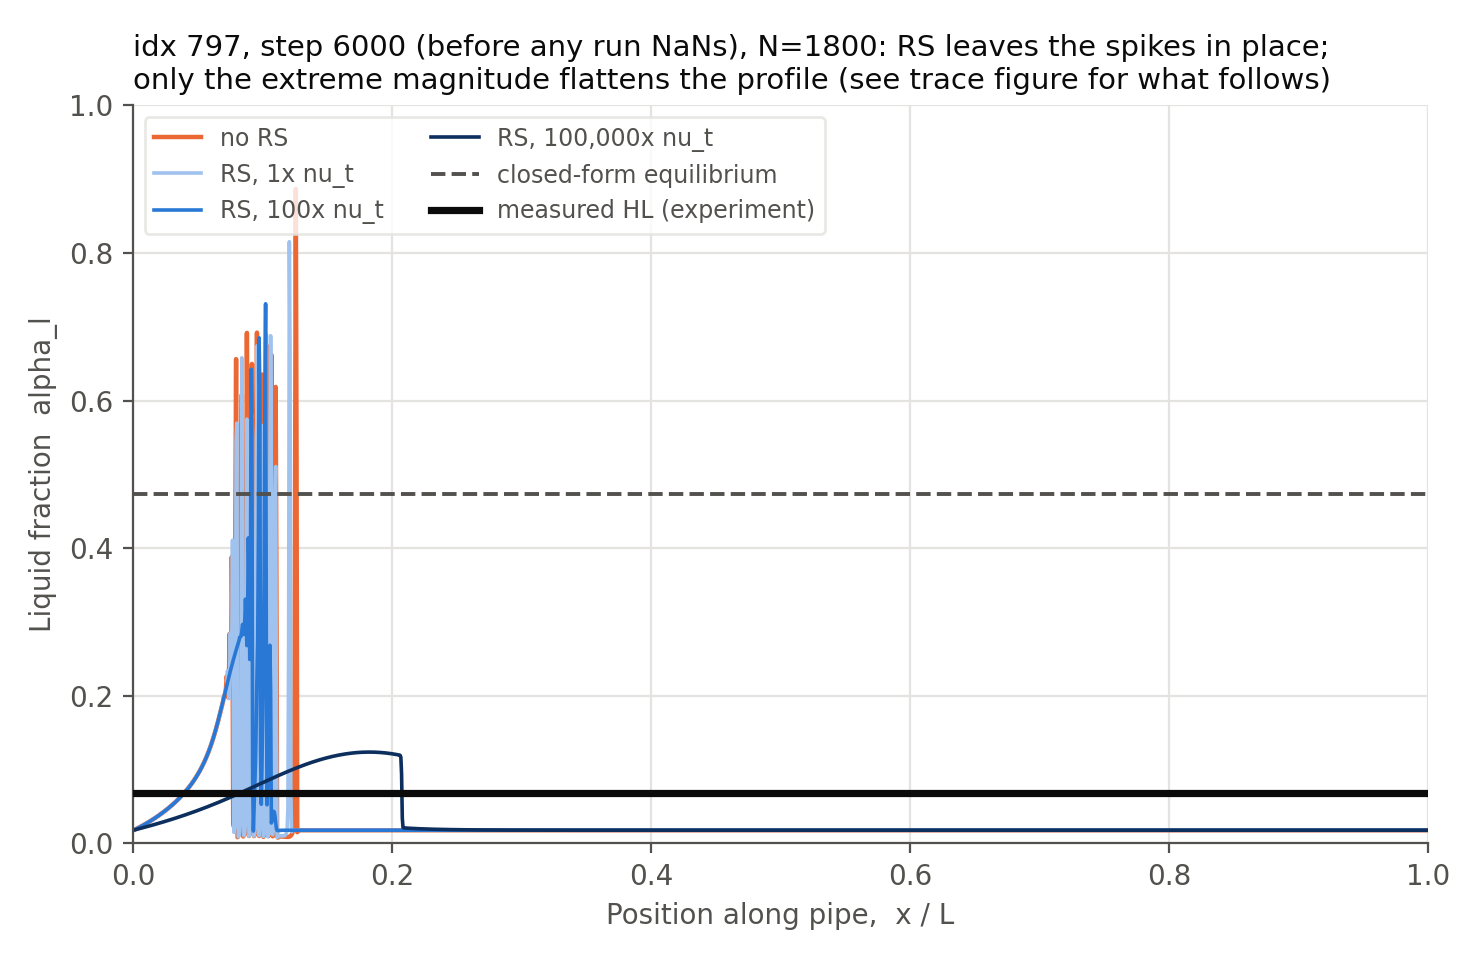 idx 797, step 6000 (before any run NaNs), N=1800: RS leaves the spikes in place;
only the extreme magnitude flattens the profile (see trace figure for what follows)
no RS
RS, 1x nu_t
RS, 100x nu_t
RS, 100,000x nu_t
closed-form equilibrium
measured HL (experiment)
Liquid fraction alpha_l
1.0
0.8
0.6
0.4
0.2
0.0
0.0
0.2
0.4
0.6
0.8
1.0
Position along pipe, x / L